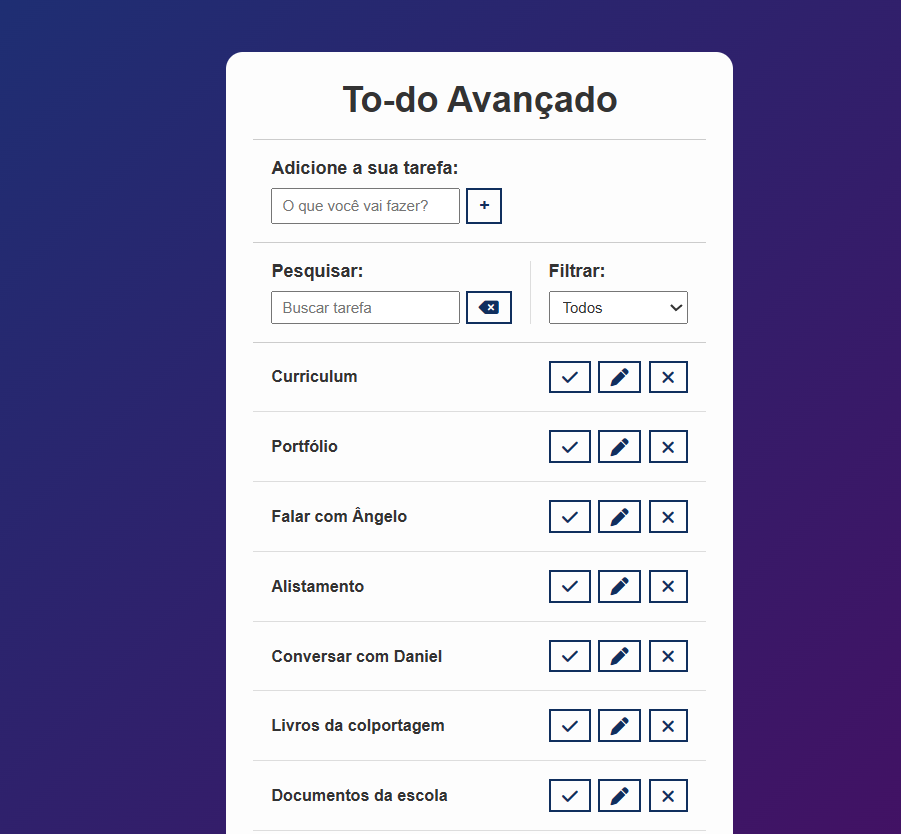 To-do Avançado
Adicione a sua tarefa:
O que você vai fazer?
+
Pesquisar:
Filtrar:
Buscar tarefa
Todos
Curriculum
Portfólio
Falar com Ângelo
Alistamento
Conversar com Daniel
Livros da colportagem
Documentos da escola